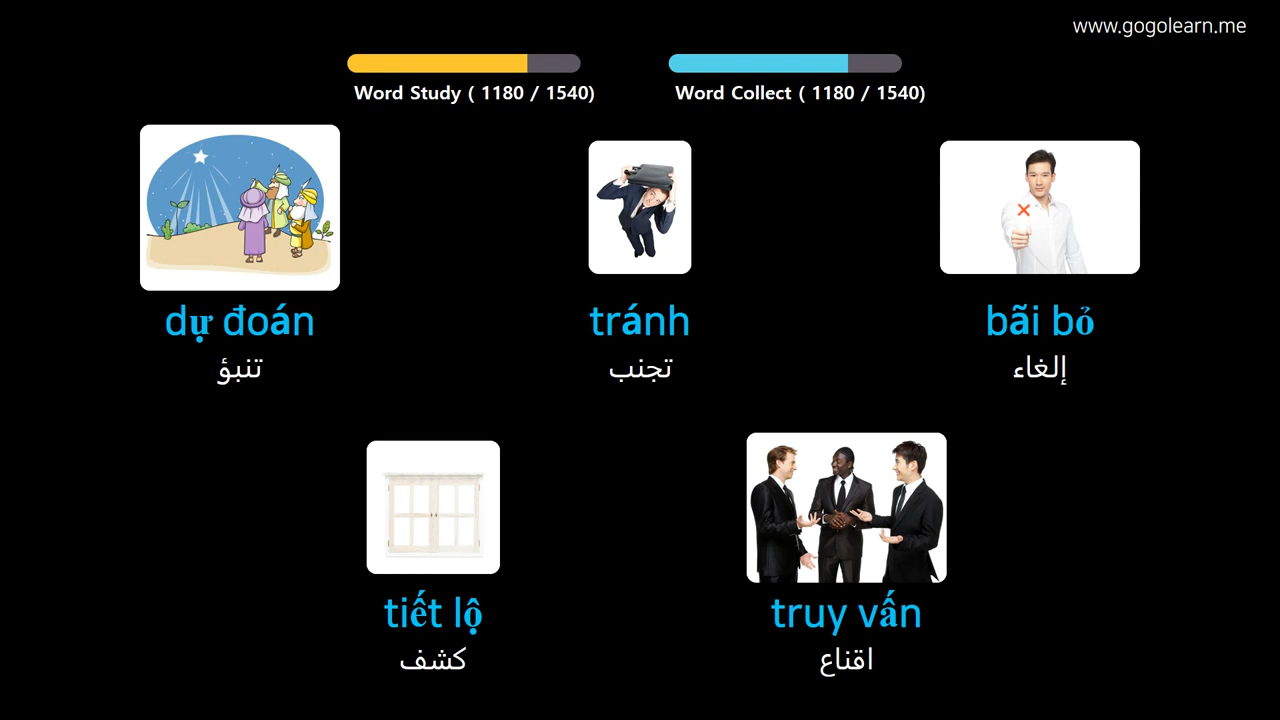 www.gogolearn.me
Word Study ( 1180 / 1540)
Word Collect ( 1180 / 1540)
dự đoán
تنبؤ
tránh
تجنب
bãi bỏ
إلغاء
tiết lộ
كشف
truy vấn
اقناع